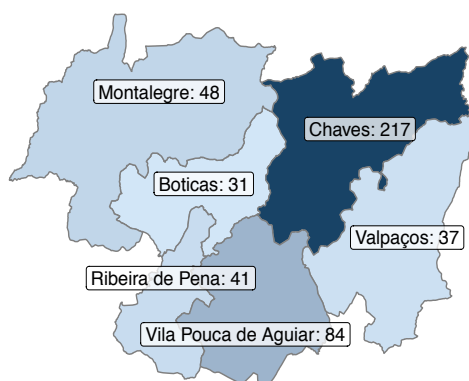 Montalegre: 48
Chaves: 217
Boticas: 31
Valpaços: 37
Ribeira de Pena: 41
Vila Pouca de Aguiar: 84